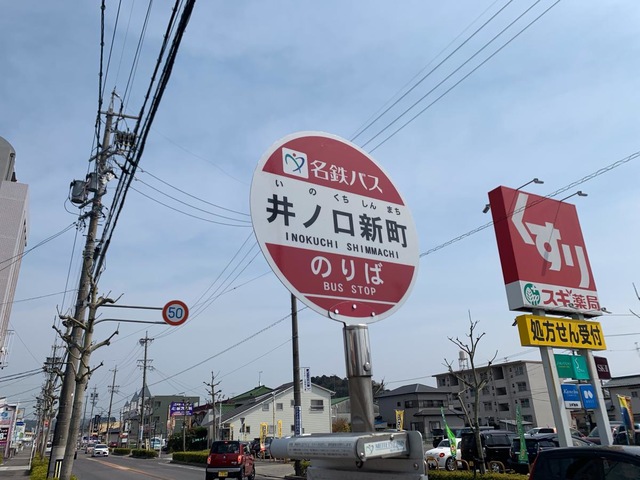 名鉄バス
い の くち しん まち
井ノ口新町
INOKUCHI SHIMMACHI
のりば
BUS STOP
50
くすり
スギ薬局
処方せん受付